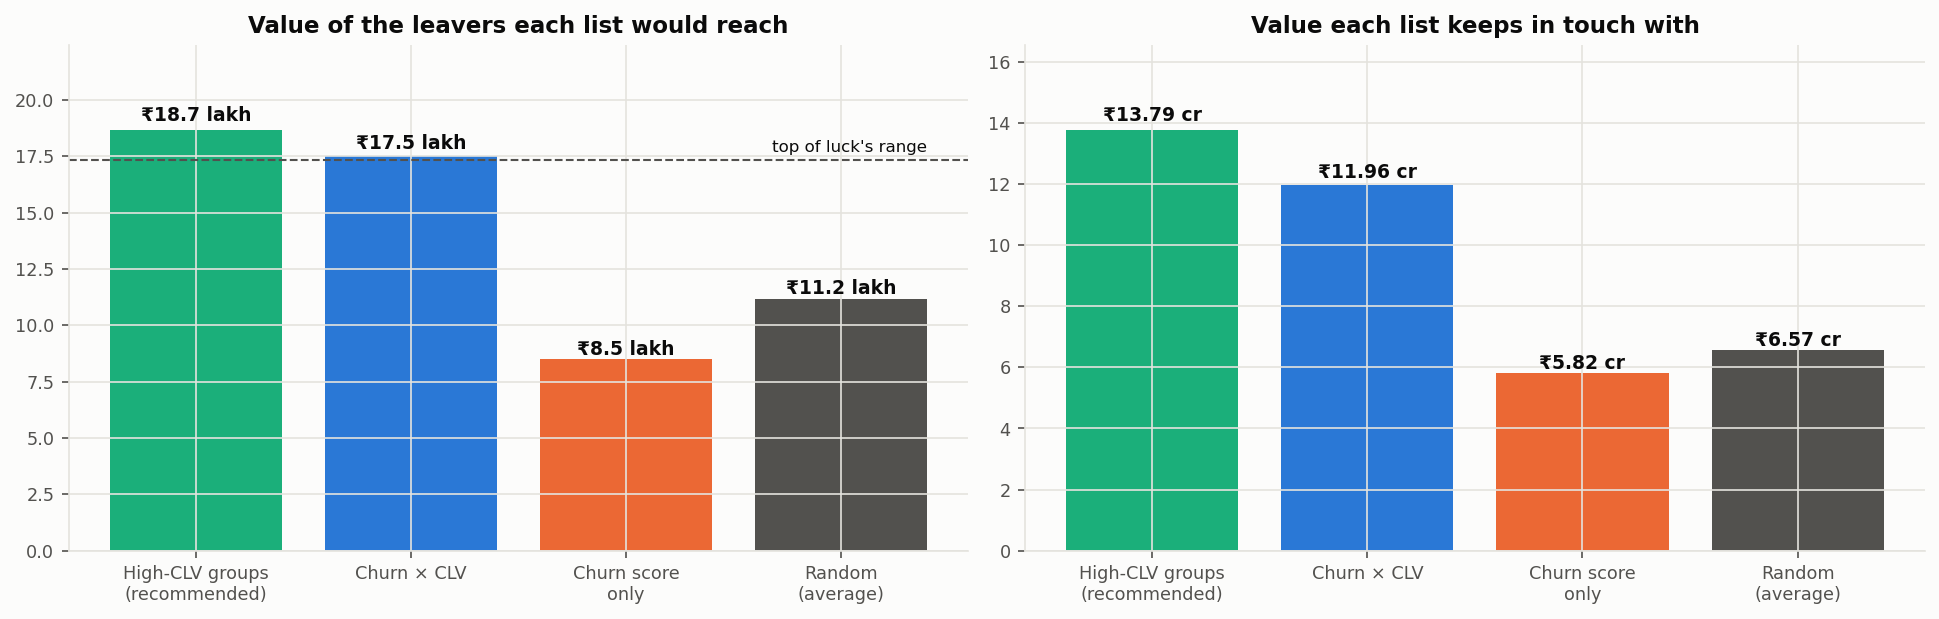 Value of the leavers each list would reach
20.0
17.5
15.0
12.5
10.0
7.5
5.0
2.5
0.0
₹18.7 lakh
₹17.5 lakh
₹8.5 lakh
₹11.2 lakh
top of luck's range
High-CLV groups
(recommended)
Churn × CLV
Churn score
only
Random
(average)
Value each list keeps in touch with
16
14
12
10
8
6
4
2
0
₹13.79 cr
₹11.96 cr
₹5.82 cr
₹6.57 cr
High-CLV groups
(recommended)
Churn × CLV
Churn score
only
Random
(average)